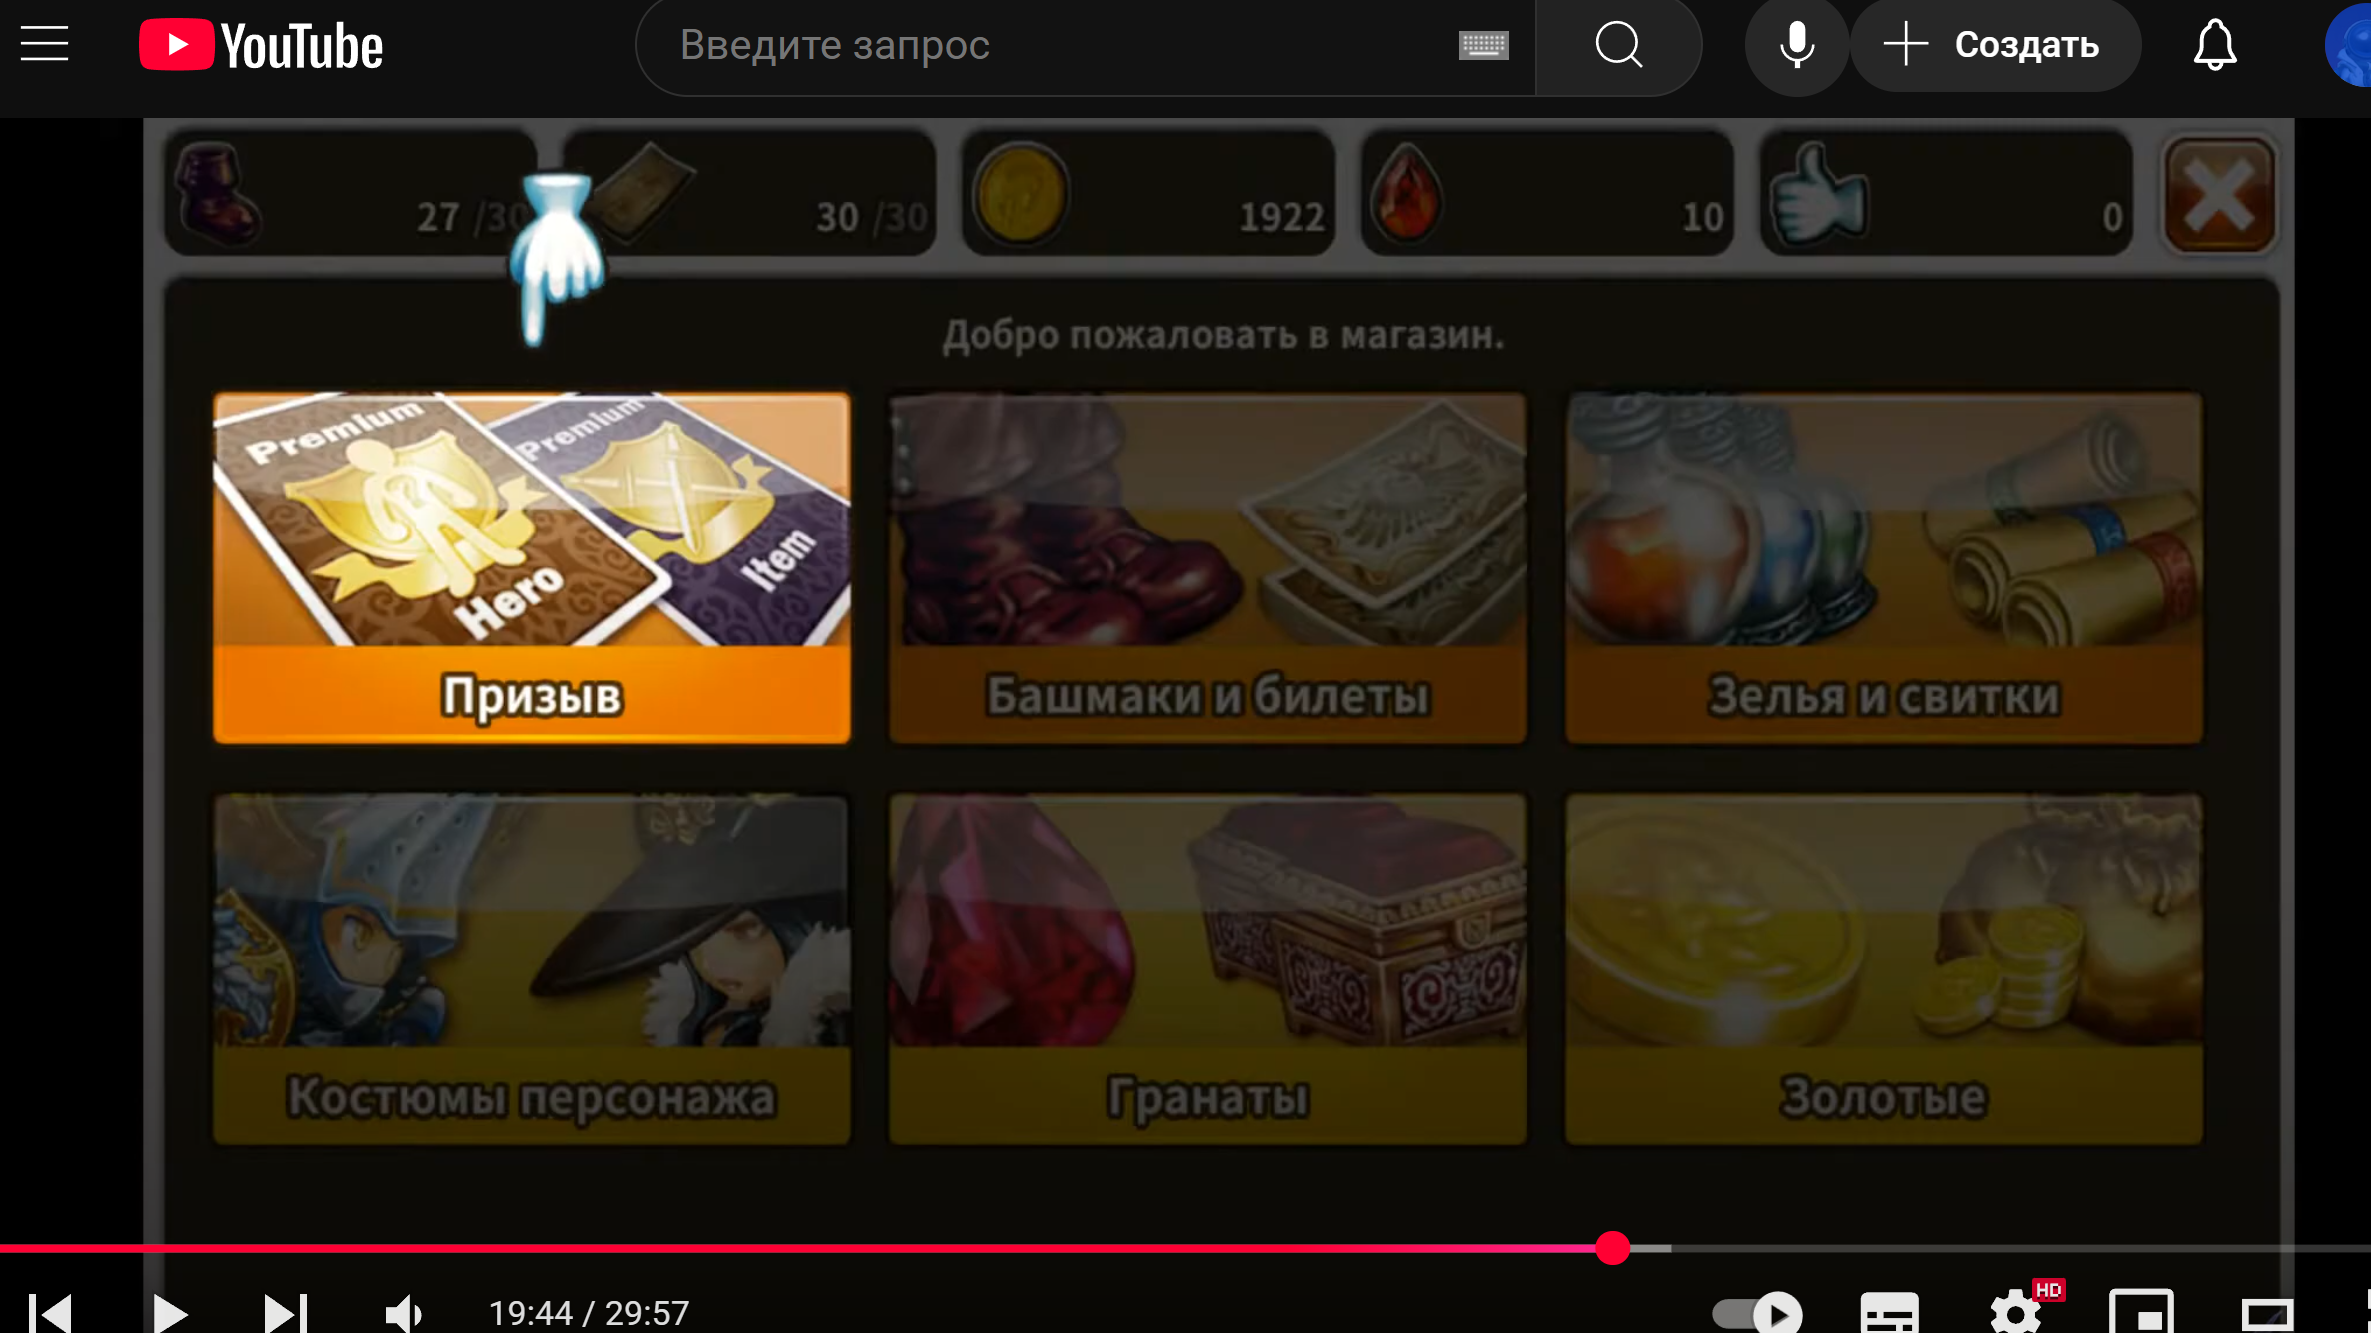 YouTube
Введите запрос
Создать
27 /30
30 /30
1922
10
0
Добро пожаловать в магазин.
Premium
Hero
Premium
Item
Призыв
Башмаки и билеты
Зелья и свитки
Костюмы персонажа
Гранаты
Золотые
19:44 / 29:57
HD